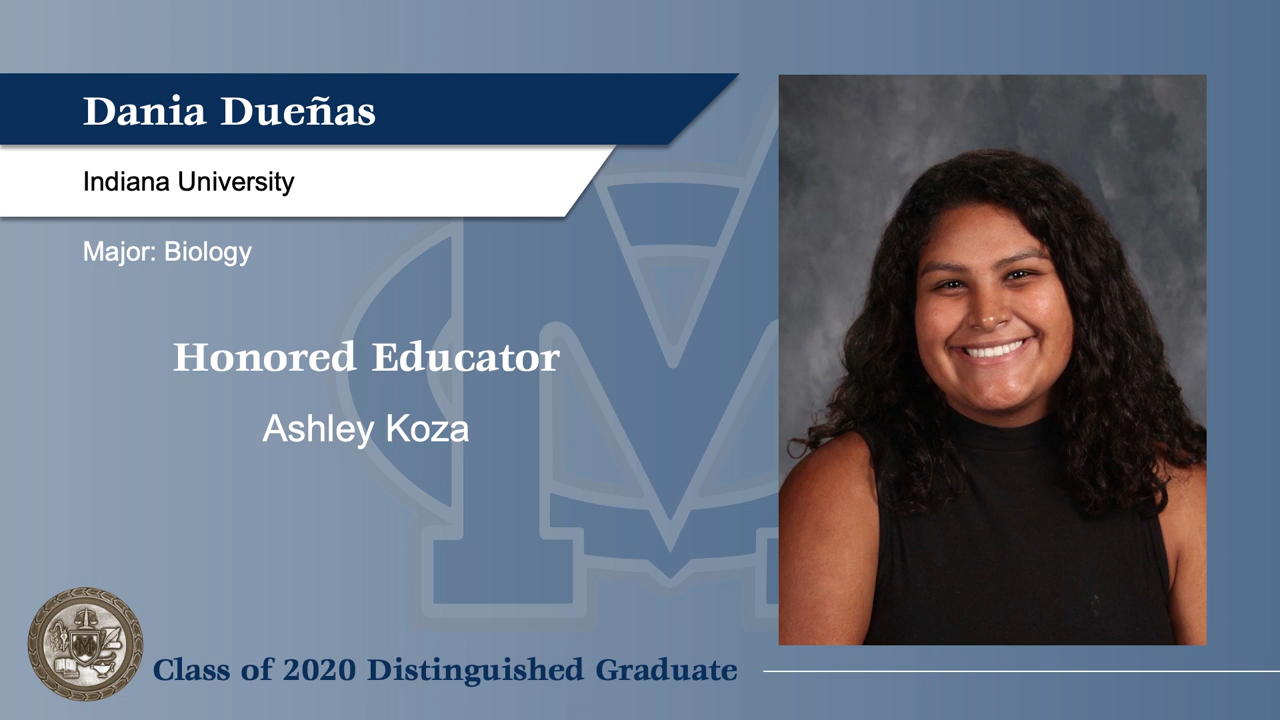 Dania Dueñas
Indiana University
Major: Biology
Honored Educator
Ashley Koza
Class of 2020 Distinguished Graduate